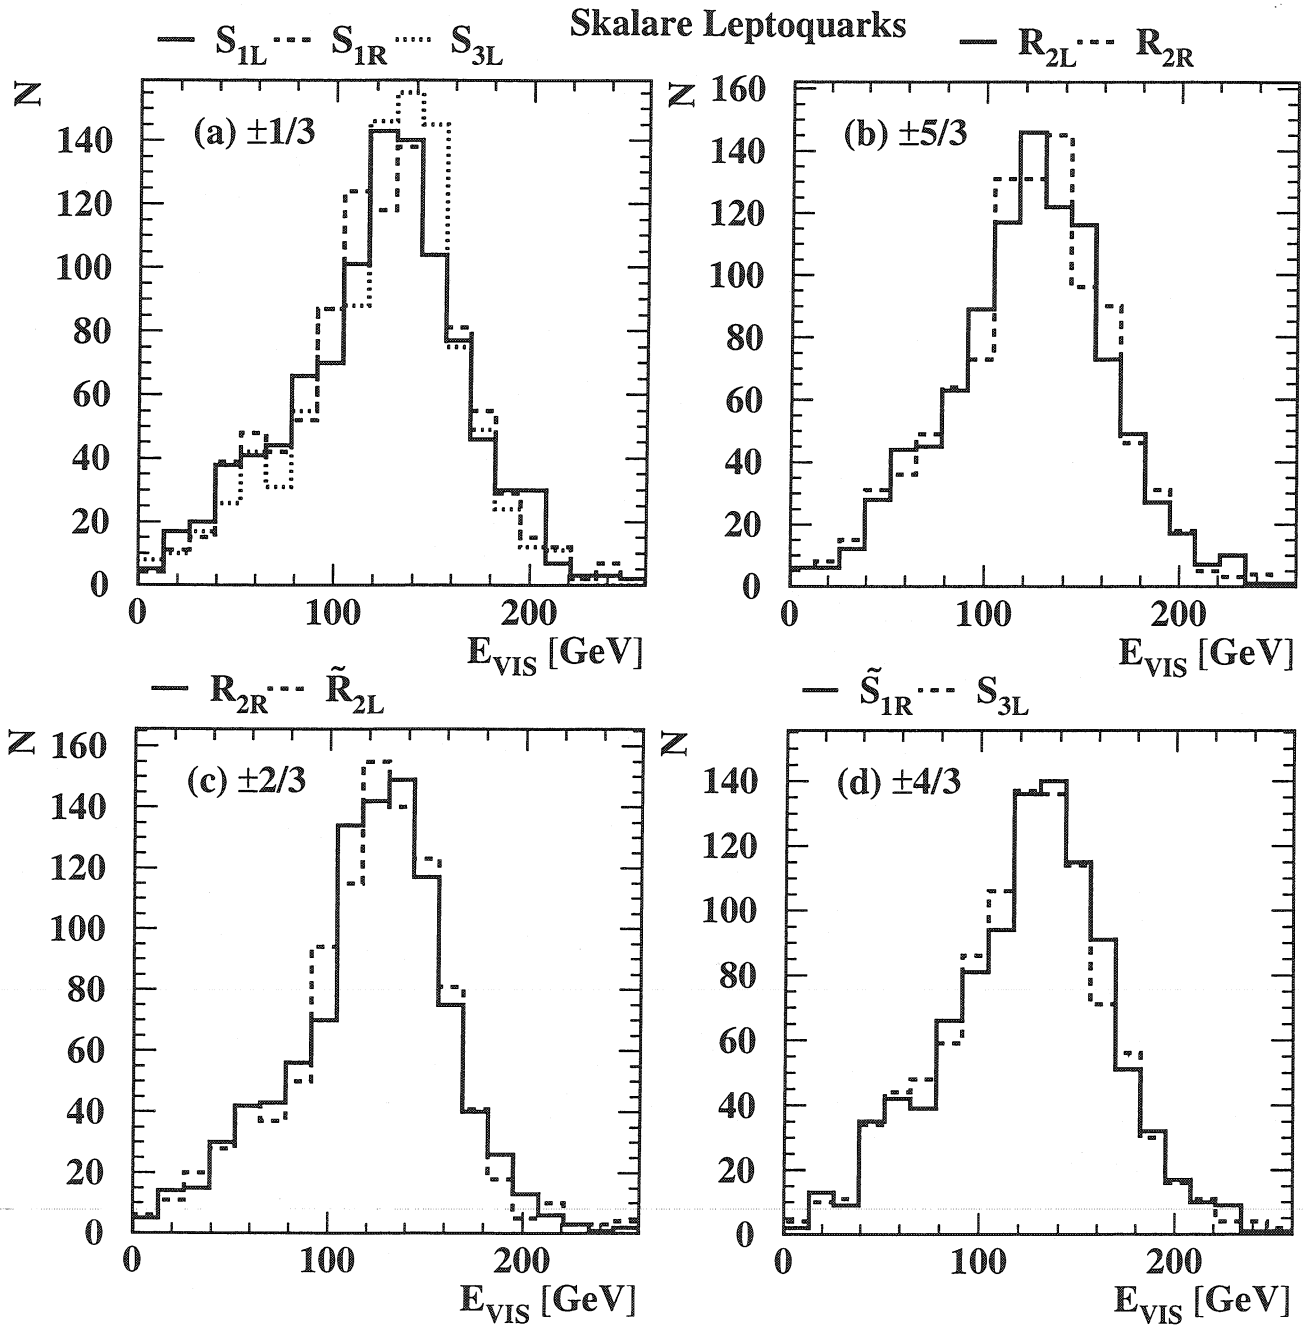 Skalare Leptoquarks
S1L S1R S3L
R2L R2R
N
(a) ±1/3
140
120
100
80
60
40
20
0
0 100 200
EVIS [GeV]
N
(b) ±5/3
160
140
120
100
80
60
40
20
0
0 100 200
EVIS [GeV]
R2R R̃2L
N
(c) ±2/3
160
140
120
100
80
60
40
20
0
0 100 200
EVIS [GeV]
S̃1R S3L
N
(d) ±4/3
140
120
100
80
60
40
20
0
0 100 200
EVIS [GeV]